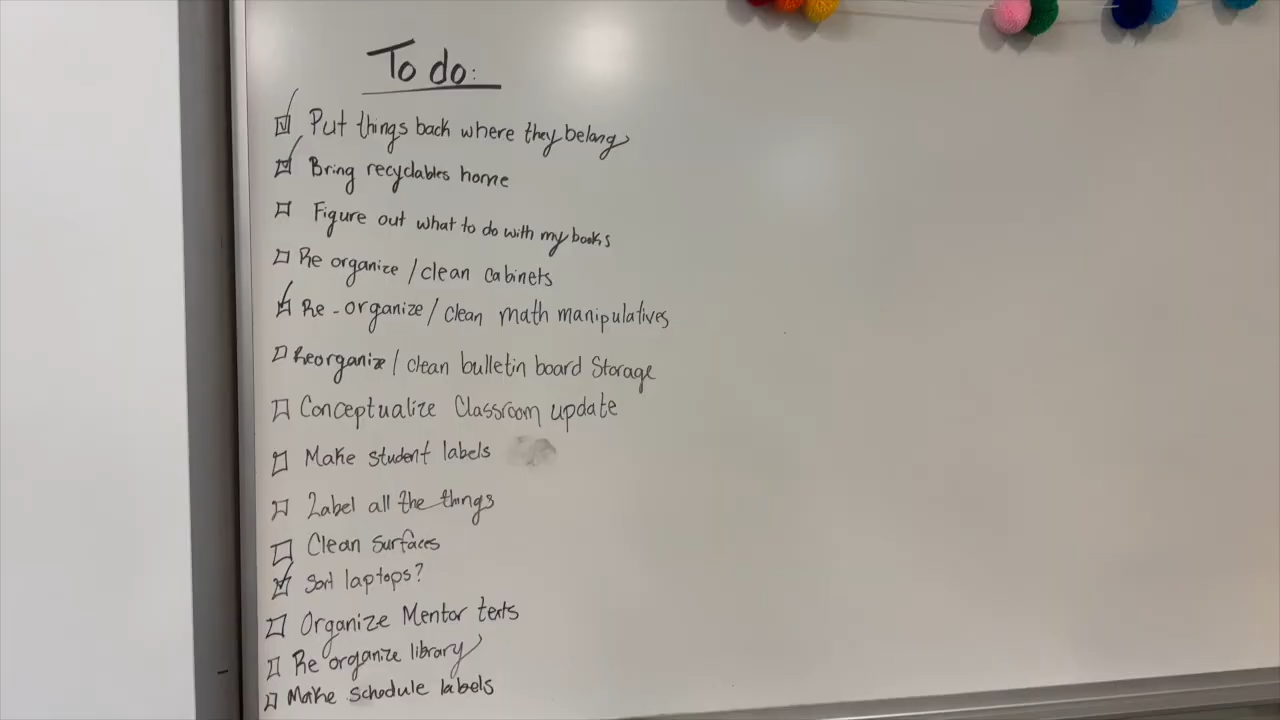 To do:
Put things back where they belong
Bring recyclables home
Figure out what to do with my books
Re organize / clean cabinets
Re-organize / clean math manipulatives
Reorganize / clean bulletin board Storage
Conceptualize Classroom update
Make student labels
Label all the things
Clean surfaces
Sort laptops?
Organize Mentor texts
Re organize library
Make schedule labels